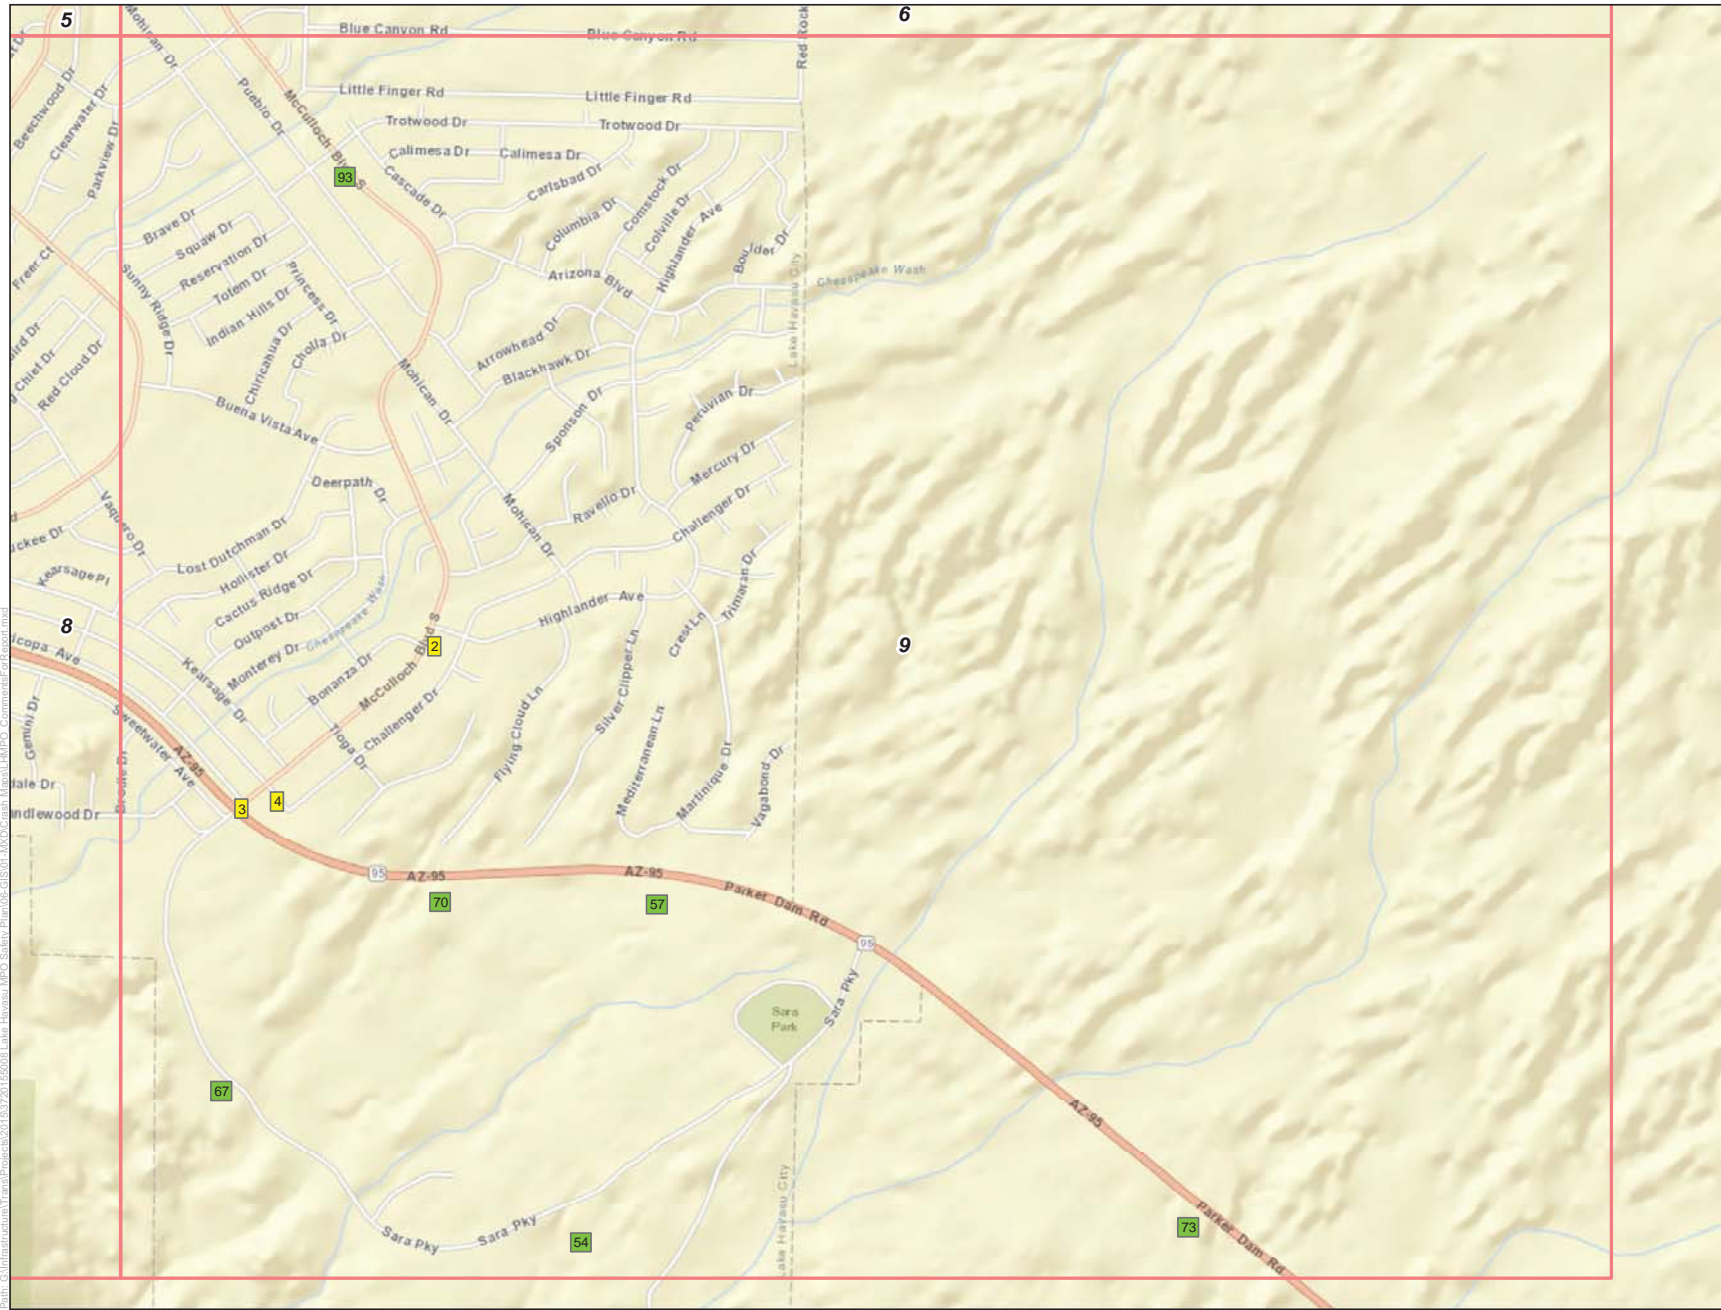 5
6
Mohican Dr
Blue Canyon Rd
Blue Canyon Rd
Red Rock
Beechwood Dr
Clearwater Dr
Parkview Dr
Pueblo Dr
McCulloch Blvd S
Little Finger Rd
Little Finger Rd
Trotwood Dr
Trotwood Dr
Calimesa Dr
Calimesa Dr
93
Cascade Dr
Carlsbad Dr
Comstock Dr
Colville Dr
Columbia Dr
Highlander Ave
Boulder Dr
Brave Dr
Squaw Dr
Reservation Dr
Totem Dr
Indian Hills Dr
Princess Dr
Freer Ct
Sunny Ridge Dr
Arizona Blvd
Chesapeake Wash
Lake Havasu City
Chiricahua Dr
Cholla Dr
Arrowhead Dr
Blackhawk Dr
Chief Dr
Red Cloud Dr
Mohican Dr
Buena Vista Ave
Sponson Dr
Peruvian Dr
Mercury Dr
Deerpath Dr
Mohican Dr
Ravello Dr
Challenger Dr
Vaquero Dr
Lost Dutchman Dr
Hollister Dr
Kearsage Pl
Cactus Ridge Dr
Outpost Dr
Chesapeake Wash
Trimaran Dr
Highlander Ave
Crest Ln
8
9
2
Monterey Dr
Bonanza Dr
McCulloch Blvd S
Kearsage Dr
Challenger Dr
Tioga Dr
Flying Cloud Ln
Silver Clipper Ln
Mediterranean Ln
Martinique Dr
Vagabond Dr
icopa Ave
Gemini Dr
Sweetwater Ave
AZ-95
Brodie Dr
dale Dr
ndlewood Dr
3
4
95
AZ-95
AZ-95
Parker Dam Rd
70
57
95
Sara Pky
Sara
Park
67
AZ-95
Lake Havasu City
Sara Pky
Sara Pky
54
73
Parker Dam Rd